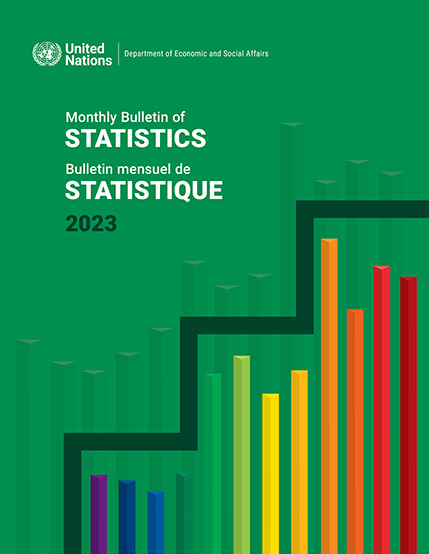 United
Nations
Department of Economic and Social Affairs
Monthly Bulletin of
STATISTICS
Bulletin mensuel de
STATISTIQUE
2023